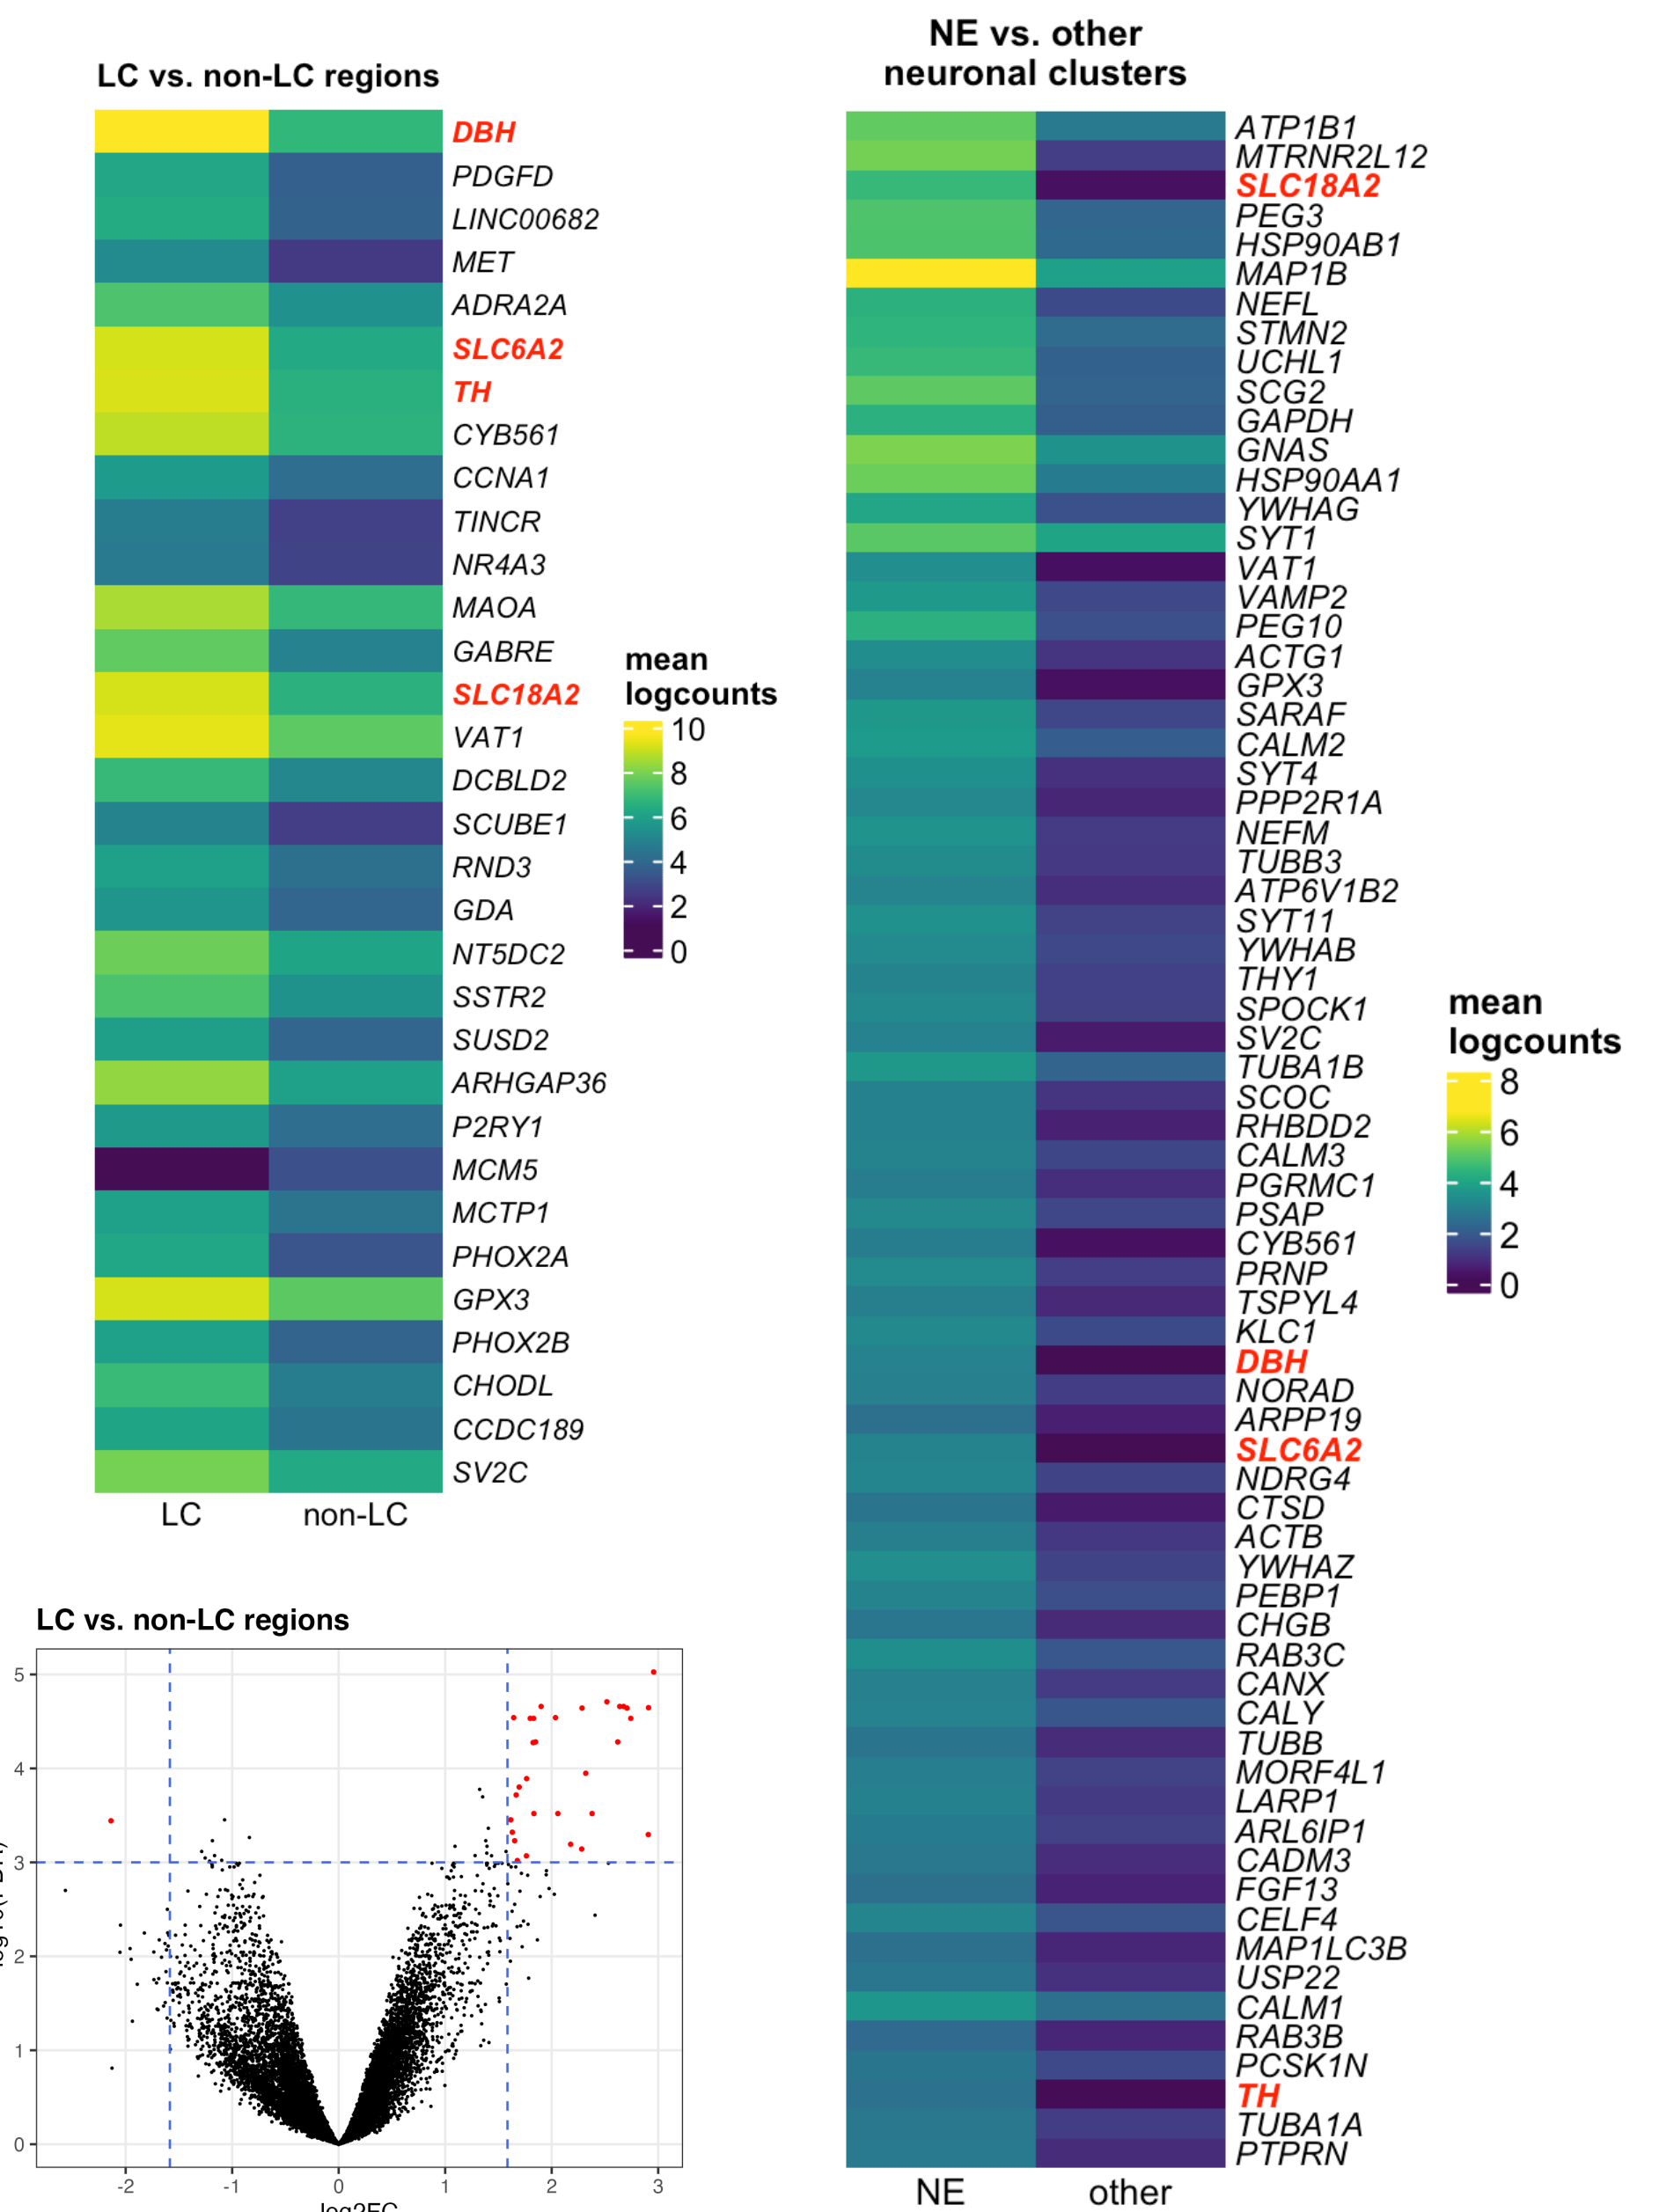 LC vs. non-LC regions
DBH
PDGFD
LINC00682
MET
ADRA2A
SLC6A2
TH
CYB561
CCNA1
TINCR
NR4A3
MAOA
GABRE
SLC18A2
VAT1
DCBLD2
SCUBE1
RND3
GDA
NT5DC2
SSTR2
SUSD2
ARHGAP36
P2RY1
MCM5
MCTP1
PHOX2A
GPX3
PHOX2B
CHODL
CCDC189
SV2C
LC non-LC
mean
logcounts
10
8
6
4
2
0
LC vs. non-LC regions
5
4
3
2
1
0
-2 -1 0 1 2 3
log2FC
NE vs. other
neuronal clusters
ATP1B1
MTRNR2L12
SLC18A2
PEG3
HSP90AB1
MAP1B
NEFL
STMN2
UCHL1
SCG2
GAPDH
GNAS
HSP90AA1
YWHAG
SYT1
VAT1
VAMP2
PEG10
ACTG1
GPX3
SARAF
CALM2
SYT4
PPP2R1A
NEFM
TUBB3
ATP6V1B2
SYT11
YWHAB
THY1
SPOCK1
SV2C
TUBA1B
SCOC
RHBDD2
CALM3
PGRMC1
PSAP
CYB561
PRNP
TSPYL4
KLC1
DBH
NORAD
ARPP19
SLC6A2
NDRG4
CTSD
ACTB
YWHAZ
PEBP1
CHGB
RAB3C
CANX
CALY
TUBB
MORF4L1
LARP1
ARL6IP1
CADM3
FGF13
CELF4
MAP1LC3B
USP22
CALM1
RAB3B
PCSK1N
TH
TUBA1A
PTPRN
NE other
mean
logcounts
8
6
4
2
0